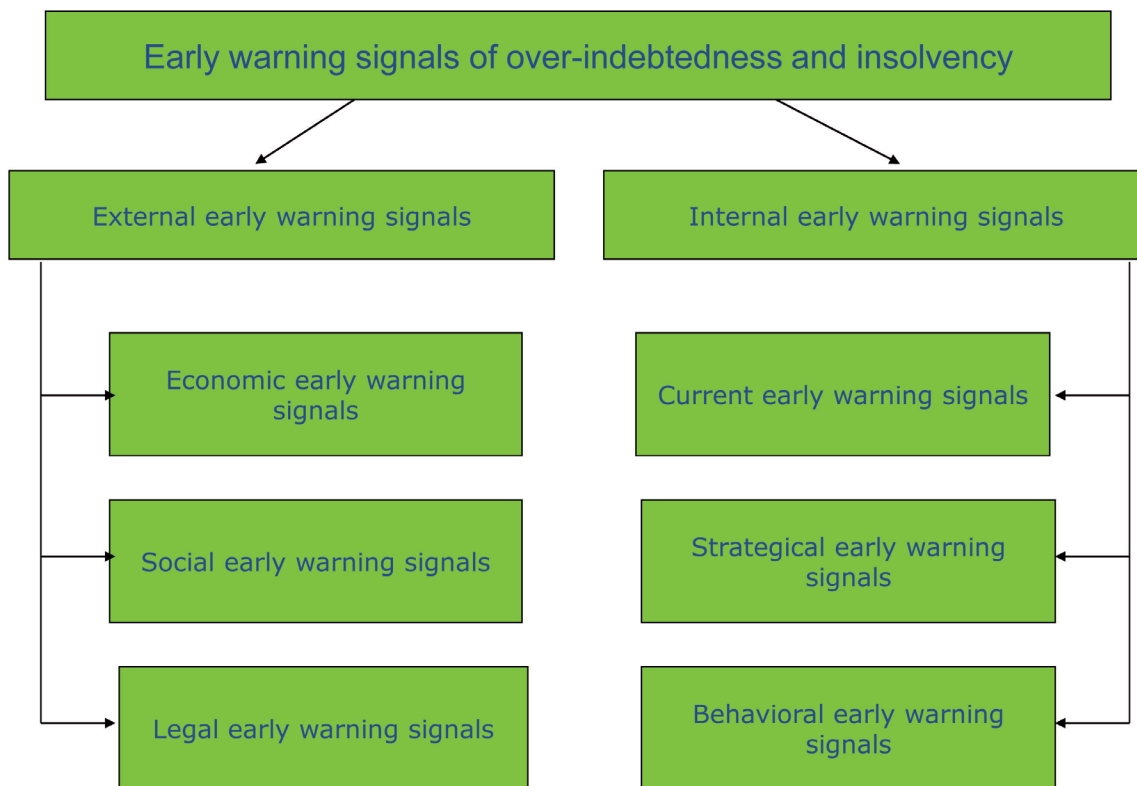 Early warning signals of over-indebtedness and insolvency
External early warning signals
Internal early warning signals
Economic early warning
signals
Current early warning signals
Social early warning signals
Strategical early warning
signals
Legal early warning signals
Behavioral early warning
signals